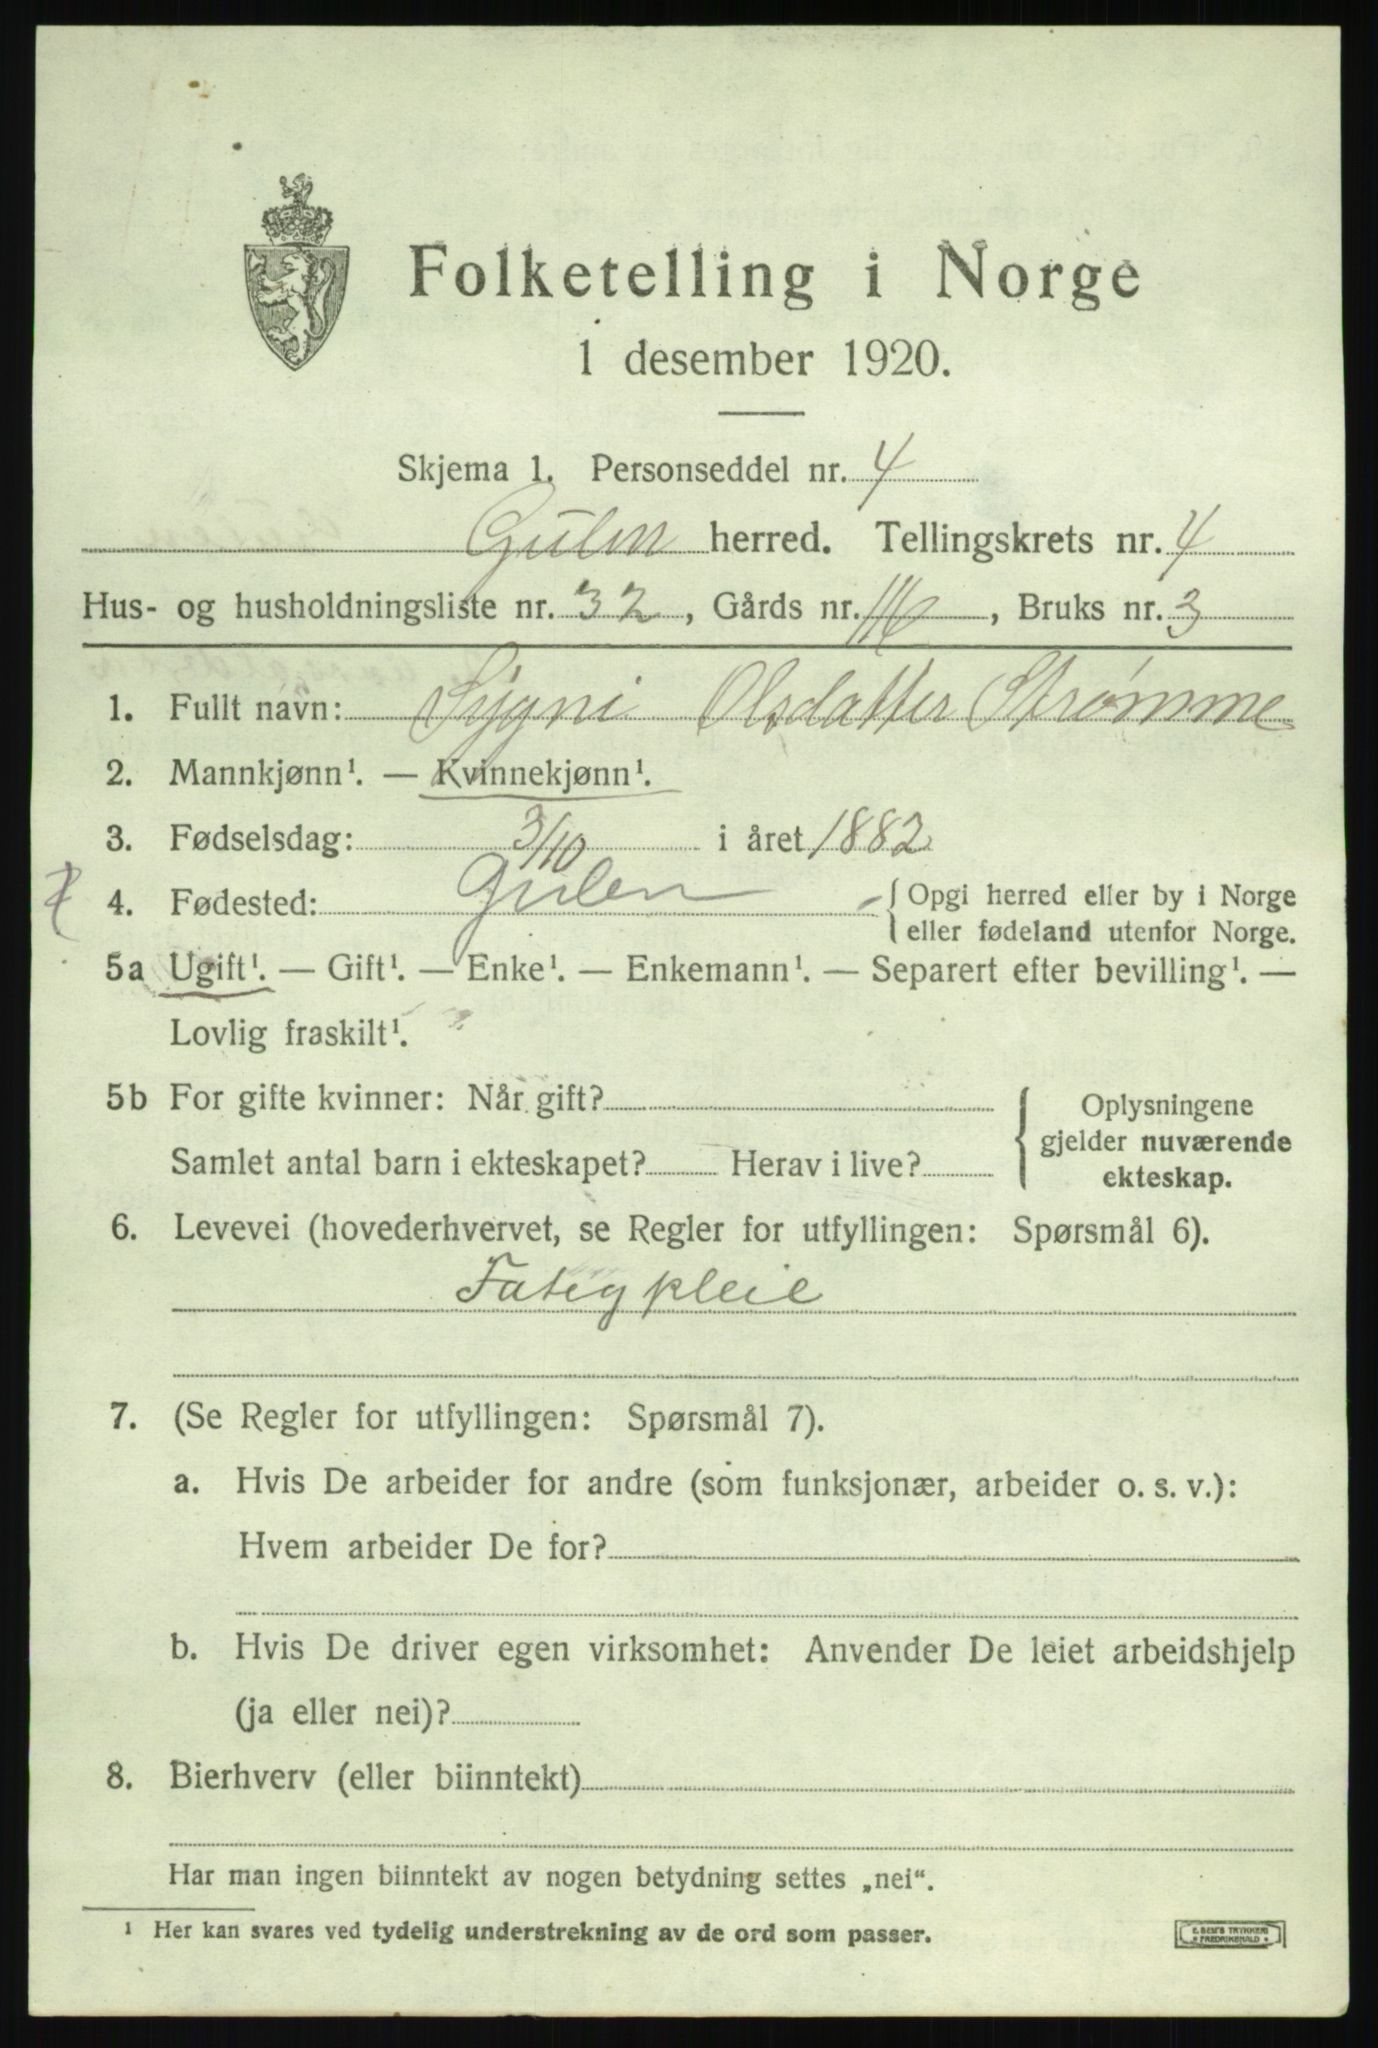 Folketelling i Norge
1 desember 1920.
Skjema 1. Personseddel nr. 4
Gulen herred. Tellingskrets nr. 4
Hus- og husholdningsliste nr. 32, Gårds nr. 116, Bruks nr. 3
1. Fullt navn: Sygni Olsdatter Strømme
2. Mannkjønn¹. — Kvinnekjønn¹.
3. Fødselsdag: 3/10 i året 1882
4. Fødested: Gulen { Opgi herred eller by i Norge
eller fødeland utenfor Norge.
5a Ugift¹. — Gift¹. — Enke¹. — Enkemann¹. — Separert efter bevilling¹. —
Lovlig fraskilt¹.
5b For gifte kvinner: Når gift? { Oplysningene
gjelder nuværende
Samlet antal barn i ekteskapet? Herav i live? ekteskap.
6. Levevei (hovederhvervet, se Regler for utfyllingen: Spørsmål 6).
Fatigpleie
7. (Se Regler for utfyllingen: Spørsmål 7).
a. Hvis De arbeider for andre (som funksjonær, arbeider o. s. v.):
Hvem arbeider De for?
b. Hvis De driver egen virksomhet: Anvender De leiet arbeidshjelp
(ja eller nei)?
8. Bierhverv (eller biinntekt)
Har man ingen biinntekt av nogen betydning settes „nei“.
¹ Her kan svares ved tydelig understrekning av de ord som passer.
E. SEM'S TRYKKERI
FREDRIKSHALD